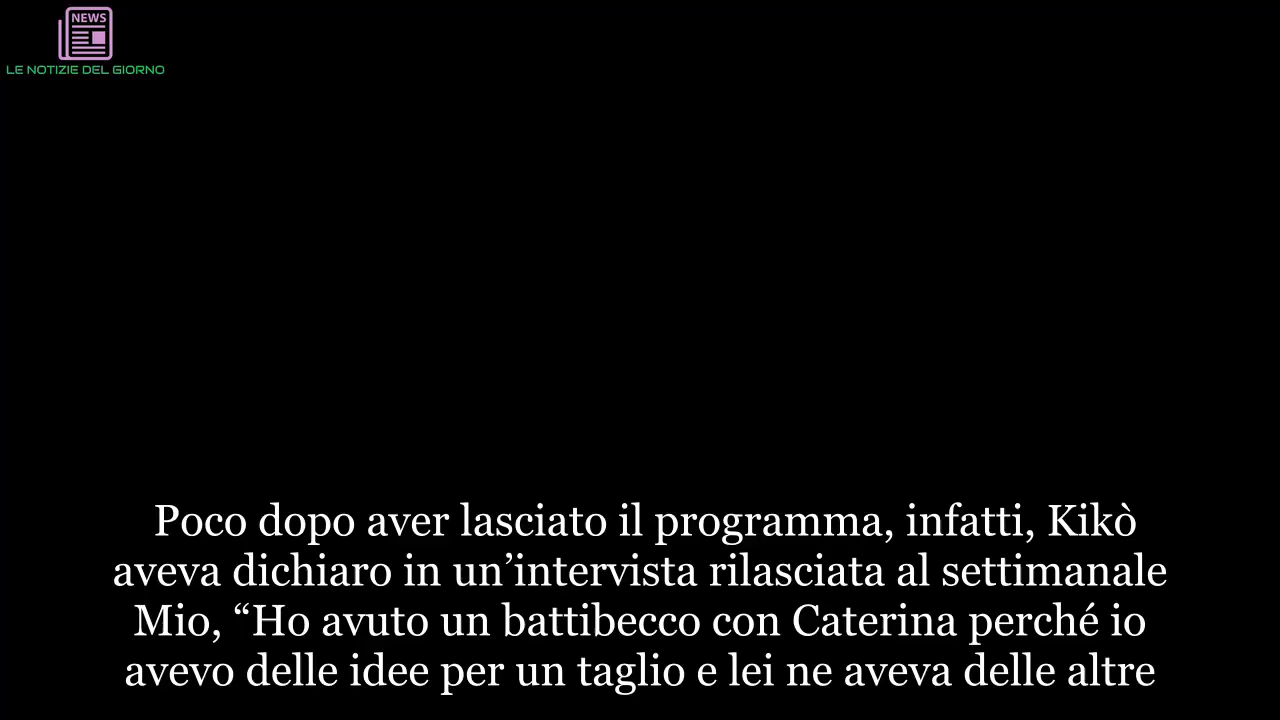 NEWS
LE NOTIZIE DEL GIORNO
Poco dopo aver lasciato il programma, infatti, Kikò
aveva dichiaro in un’intervista rilasciata al settimanale
Mio, “Ho avuto un battibecco con Caterina perché io
avevo delle idee per un taglio e lei ne aveva delle altre